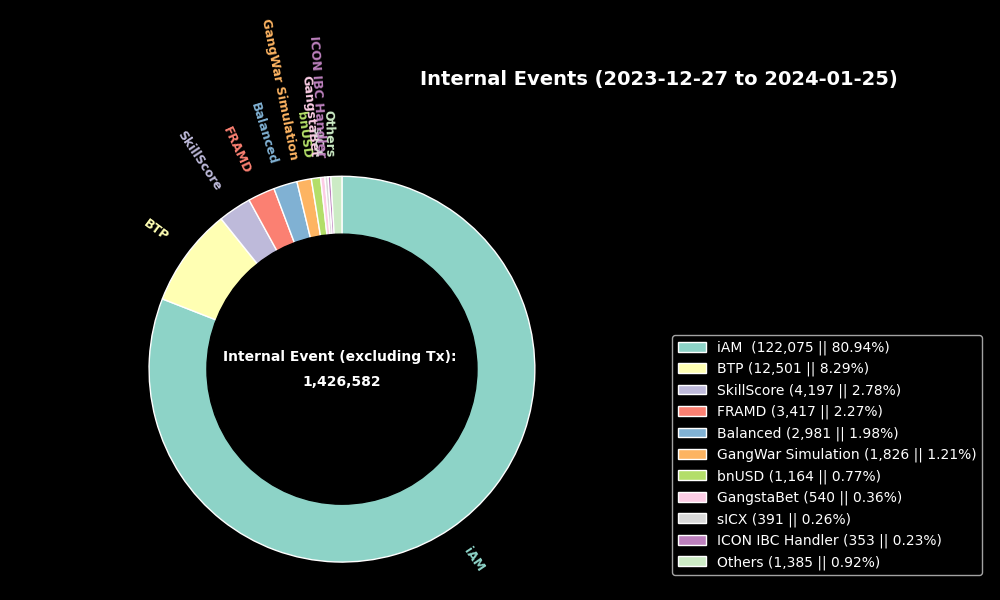 Internal Events (2023-12-27 to 2024-01-25)
iAM
BTP
SkillScore
FRAMD
Balanced
GangWar Simulation
bnUSD
GangstaBet
sICX
ICON IBC Handler
Others
Internal Event (excluding Tx):
1,426,582
iAM  (122,075 || 80.94%)
BTP (12,501 || 8.29%)
SkillScore (4,197 || 2.78%)
FRAMD (3,417 || 2.27%)
Balanced (2,981 || 1.98%)
GangWar Simulation (1,826 || 1.21%)
bnUSD (1,164 || 0.77%)
GangstaBet (540 || 0.36%)
sICX (391 || 0.26%)
ICON IBC Handler (353 || 0.23%)
Others (1,385 || 0.92%)